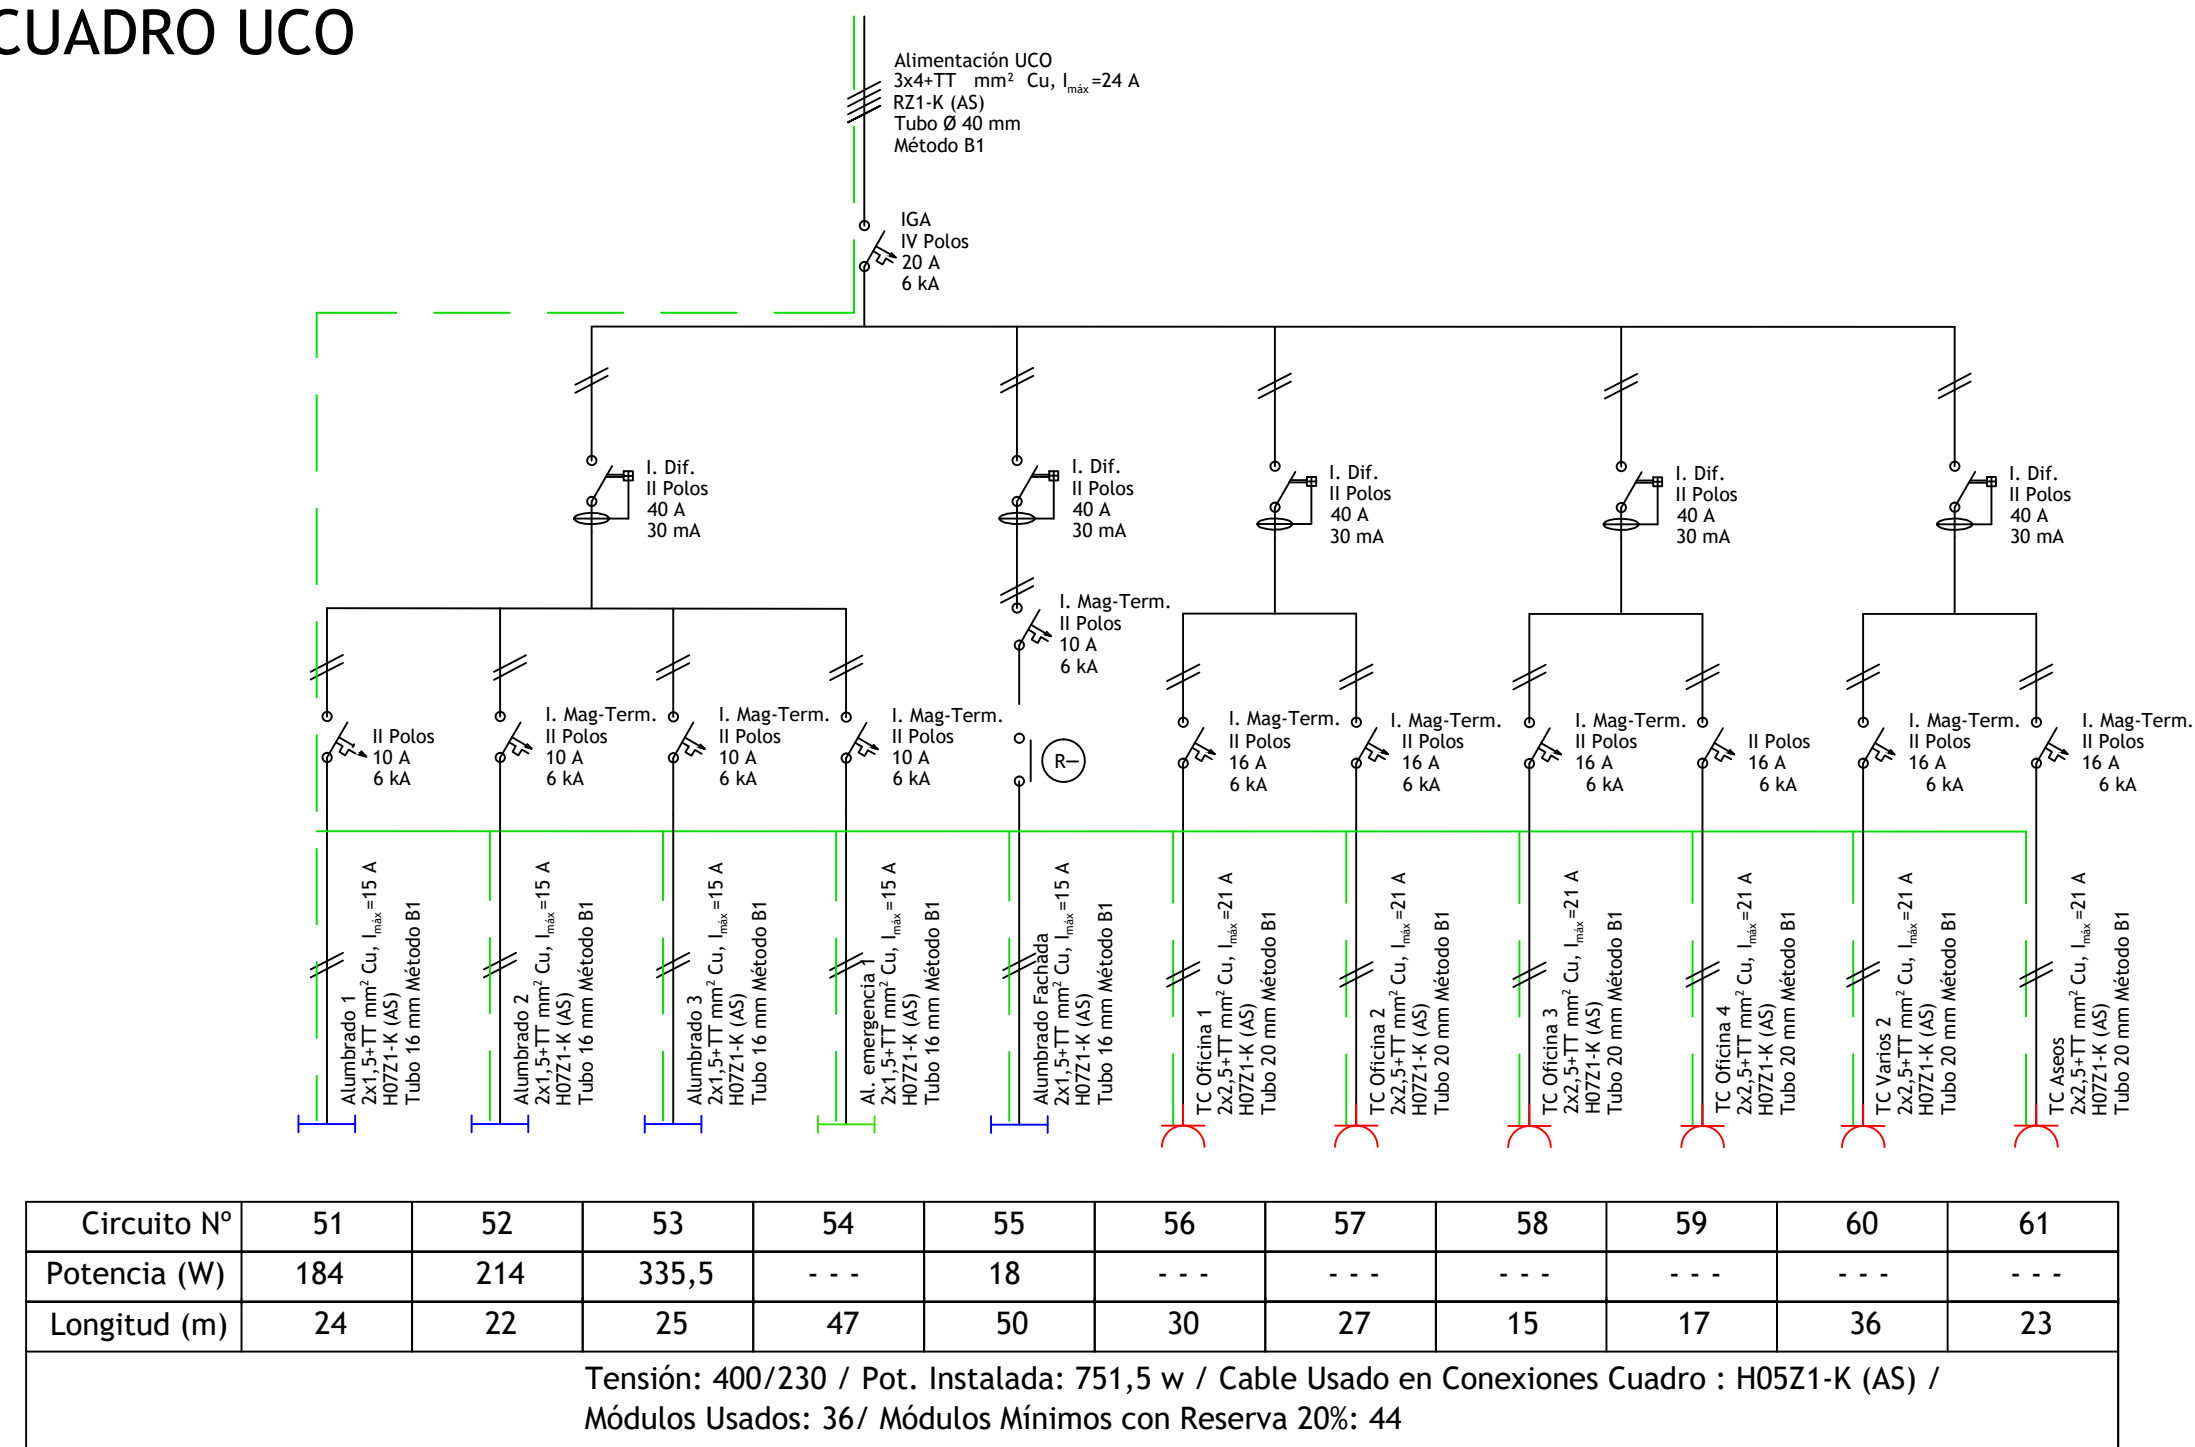 CUADRO UCO
Alimentación UCO
3x4+TT mm² Cu, Imáx=24 A
RZ1-K (AS)
Tubo Ø 40 mm
Método B1
IGA
IV Polos
20 A
6 kA
I. Dif.
II Polos
40 A
30 mA
I. Dif.
II Polos
40 A
30 mA
I. Dif.
II Polos
40 A
30 mA
I. Dif.
II Polos
40 A
30 mA
I. Dif.
II Polos
40 A
30 mA
I. Mag-Term.
II Polos
10 A
6 kA
II Polos
10 A
6 kA
I. Mag-Term.
II Polos
10 A
6 kA
I. Mag-Term.
II Polos
10 A
6 kA
I. Mag-Term.
II Polos
10 A
6 kA
R
I. Mag-Term.
II Polos
16 A
6 kA
I. Mag-Term.
II Polos
16 A
6 kA
I. Mag-Term.
II Polos
16 A
6 kA
II Polos
16 A
6 kA
I. Mag-Term.
II Polos
16 A
6 kA
I. Mag-Term.
II Polos
16 A
6 kA
Alumbrado 1
2x1,5+TT mm² Cu, Imáx=15 A
H07Z1-K (AS)
Tubo 16 mm Método B1
Alumbrado 2
2x1,5+TT mm² Cu, Imáx=15 A
H07Z1-K (AS)
Tubo 16 mm Método B1
Alumbrado 3
2x1,5+TT mm² Cu, Imáx=15 A
H07Z1-K (AS)
Tubo 16 mm Método B1
Al. emergencia 1
2x1,5+TT mm² Cu, Imáx=15 A
H07Z1-K (AS)
Tubo 16 mm Método B1
Alumbrado Fachada
2x1,5+TT mm² Cu, Imáx=15 A
H07Z1-K (AS)
Tubo 16 mm Método B1
TC Oficina 1
2x2,5+TT mm² Cu, Imáx=21 A
H07Z1-K (AS)
Tubo 20 mm Método B1
TC Oficina 2
2x2,5+TT mm² Cu, Imáx=21 A
H07Z1-K (AS)
Tubo 20 mm Método B1
TC Oficina 3
2x2,5+TT mm² Cu, Imáx=21 A
H07Z1-K (AS)
Tubo 20 mm Método B1
TC Oficina 4
2x2,5+TT mm² Cu, Imáx=21 A
H07Z1-K (AS)
Tubo 20 mm Método B1
TC Varios 2
2x2,5+TT mm² Cu, Imáx=21 A
H07Z1-K (AS)
Tubo 20 mm Método B1
TC Aseos
2x2,5+TT mm² Cu, Imáx=21 A
H07Z1-K (AS)
Tubo 20 mm Método B1
Circuito Nº 51 52 53 54 55 56 57 58 59 60 61
Potencia (W) 184 214 335,5 - - - 18 - - - - - - - - - - - - - - - - - -
Longitud (m) 24 22 25 47 50 30 27 15 17 36 23
Tensión: 400/230 / Pot. Instalada: 751,5 w / Cable Usado en Conexiones Cuadro : H05Z1-K (AS) /
Módulos Usados: 36/ Módulos Mínimos con Reserva 20%: 44